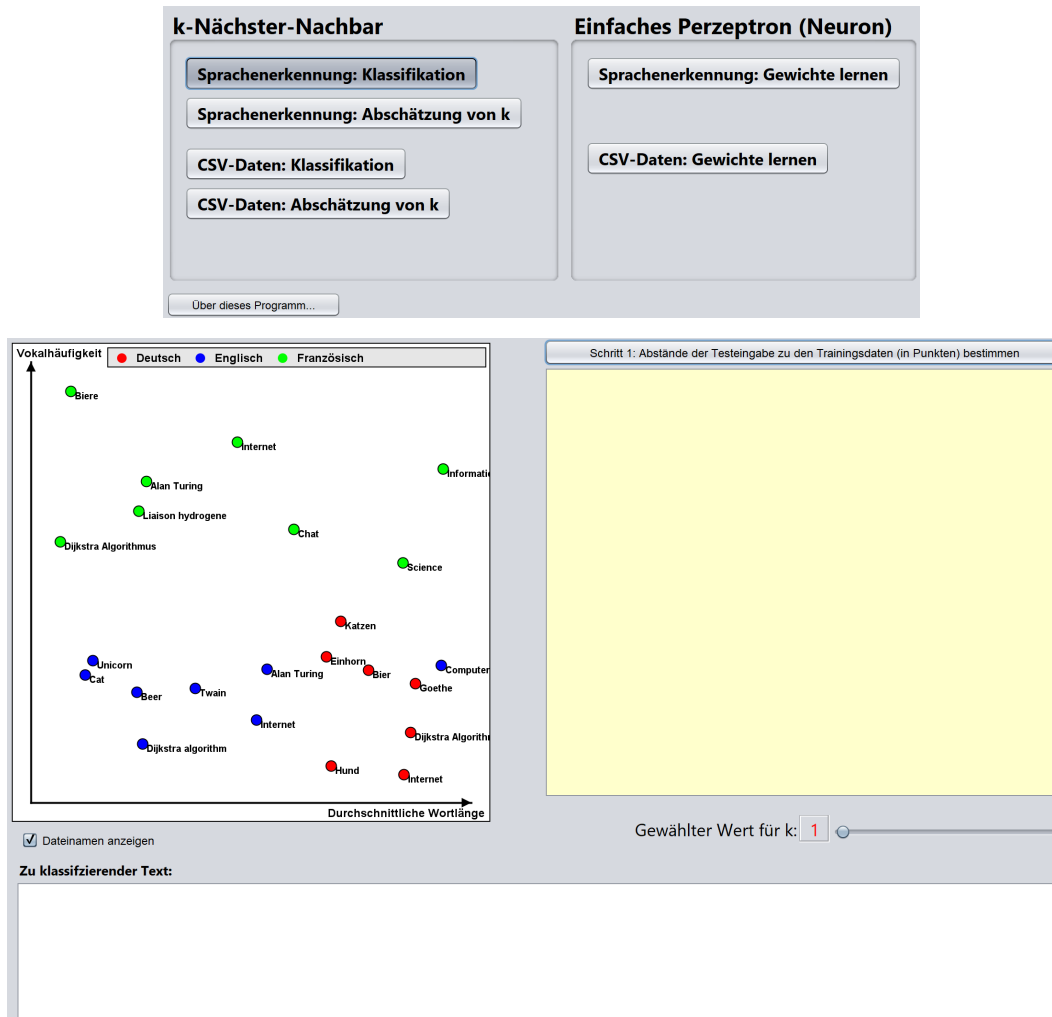 k-Nächster-Nachbar
Einfaches Perzeptron (Neuron)
Sprachenerkennung: Klassifikation
Sprachenerkennung: Gewichte lernen
Sprachenerkennung: Abschätzung von k
CSV-Daten: Klassifikation
CSV-Daten: Gewichte lernen
CSV-Daten: Abschätzung von k
Über dieses Programm...
Vokalhäufigkeit
Deutsch Englisch Französisch
Schritt 1: Abstände der Testeingabe zu den Trainingsdaten (in Punkten) bestimmen
Biere
Internet
Informatic
Alan Turing
Liaison hydrogene
Chat
Dijkstra Algorithmus
Science
Katzen
Einhorn
Unicorn
Computer
Alan Turing
Bier
Cat
Goethe
Twain
Beer
Internet
Dijkstra Algorithr
Dijkstra algorithm
Hund
Internet
Durchschnittliche Wortlänge
Dateinamen anzeigen
Gewählter Wert für k: 1
Zu klassifzierender Text: